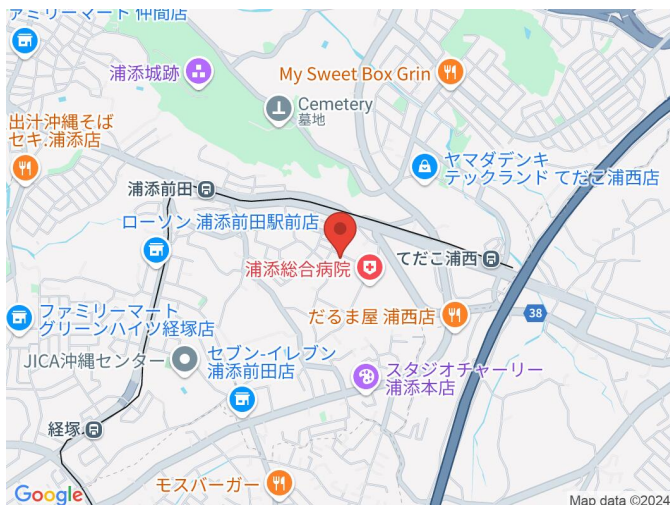 ァミリーマート 仲間店
浦添城跡
My Sweet Box Grin
Cemetery
墓地
出汁沖縄そば
セキ.浦添店
ヤマダデンキ
テックランド てだこ浦西店
浦添前田
ローソン 浦添前田駅前店
てだこ浦西
浦添総合病院
ファミリーマート
グリーンハイツ経塚店
だるま屋 浦西店
38
JICA沖縄センター
セブン-イレブン
浦添前田店
スタジオチャーリー
浦添本店
経塚
モスバーガー
Google
Map data ©2024